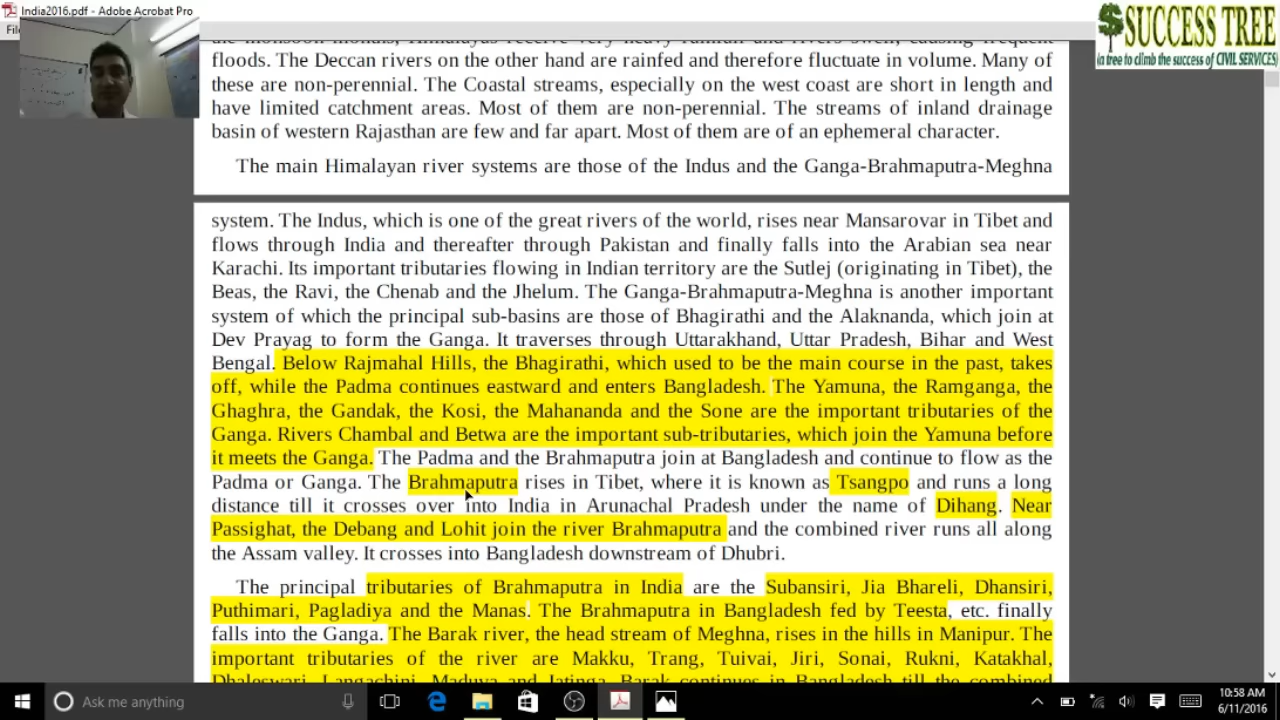 India2016.pdf - Adobe Acrobat Pro
SUCCESS TREE
(a tree to climb the success of CIVIL SERVICES)
floods. The Deccan rivers on the other hand are rainfed and therefore fluctuate in volume. Many of
these are non-perennial. The Coastal streams, especially on the west coast are short in length and
have limited catchment areas. Most of them are non-perennial. The streams of inland drainage
basin of western Rajasthan are few and far apart. Most of them are of an ephemeral character.
The main Himalayan river systems are those of the Indus and the Ganga-Brahmaputra-Meghna
system. The Indus, which is one of the great rivers of the world, rises near Mansarovar in Tibet and
flows through India and thereafter through Pakistan and finally falls into the Arabian sea near
Karachi. Its important tributaries flowing in Indian territory are the Sutlej (originating in Tibet), the
Beas, the Ravi, the Chenab and the Jhelum. The Ganga-Brahmaputra-Meghna is another important
system of which the principal sub-basins are those of Bhagirathi and the Alaknanda, which join at
Dev Prayag to form the Ganga. It traverses through Uttarakhand, Uttar Pradesh, Bihar and West
Bengal. Below Rajmahal Hills, the Bhagirathi, which used to be the main course in the past, takes
off, while the Padma continues eastward and enters Bangladesh. The Yamuna, the Ramganga, the
Ghaghra, the Gandak, the Kosi, the Mahananda and the Sone are the important tributaries of the
Ganga. Rivers Chambal and Betwa are the important sub-tributaries, which join the Yamuna before
it meets the Ganga. The Padma and the Brahmaputra join at Bangladesh and continue to flow as the
Padma or Ganga. The Brahmaputra rises in Tibet, where it is known as Tsangpo and runs a long
distance till it crosses over into India in Arunachal Pradesh under the name of Dihang. Near
Passighat, the Debang and Lohit join the river Brahmaputra and the combined river runs all along
the Assam valley. It crosses into Bangladesh downstream of Dhubri.
The principal tributaries of Brahmaputra in India are the Subansiri, Jia Bhareli, Dhansiri,
Puthimari, Pagladiya and the Manas. The Brahmaputra in Bangladesh fed by Teesta, etc. finally
falls into the Ganga. The Barak river, the head stream of Meghna, rises in the hills in Manipur. The
important tributaries of the river are Makku, Trang, Tuivai, Jiri, Sonai, Rukni, Katakhal,
Dhaleswari, Langachini, Maduva and Jatinga. Barak continues in Bangladesh till the combined
Ask me anything
10:58 AM
6/11/2016